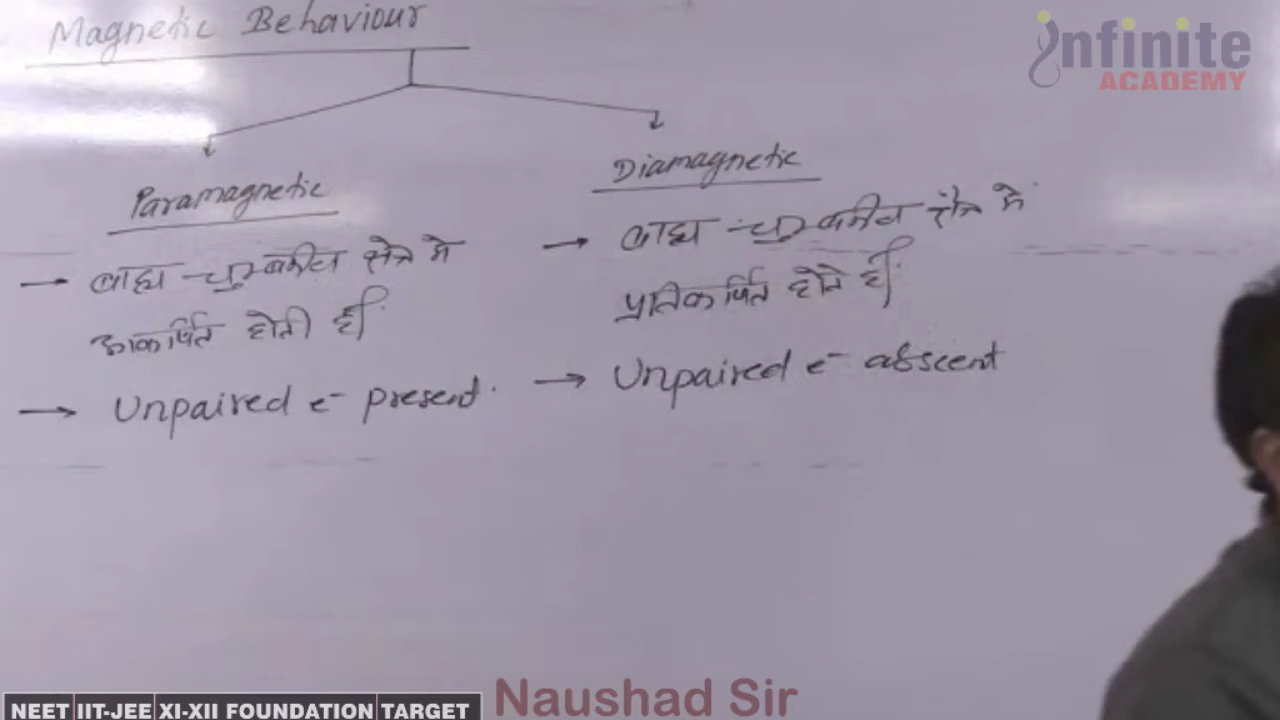 Magnetic Behaviour
infinite
ACADEMY
Paramagnetic
Diamagnetic
→ बाह्य चुम्बकीय क्षेत्र मे
आकर्षित होती हैं
→ Unpaired e⁻ present.
→ बाह्य चुम्बकीय क्षेत्र में
प्रतिकर्षित होते हैं.
→ Unpaired e⁻ abscent
NEET IIT-JEE XI-XII FOUNDATION TARGET
Naushad Sir